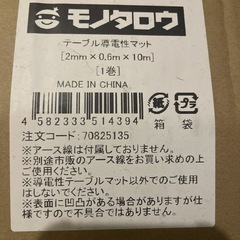 モノタロウ
テーブル導電性マット
[2mm×0.6m×10m]
[1巻]
MADE IN CHINA
4 582333 514394
紙 プラ
箱 袋
注文コード:70825135
※アース線は付属しておりません。
※別途市販のアース線をお買い求めの上
ご使用ください。
※導電性テーブルマット以外でのご使用は
しないでください。
※表面に凹凸がある場合がありますが仕
様ですので不具合ではありません。